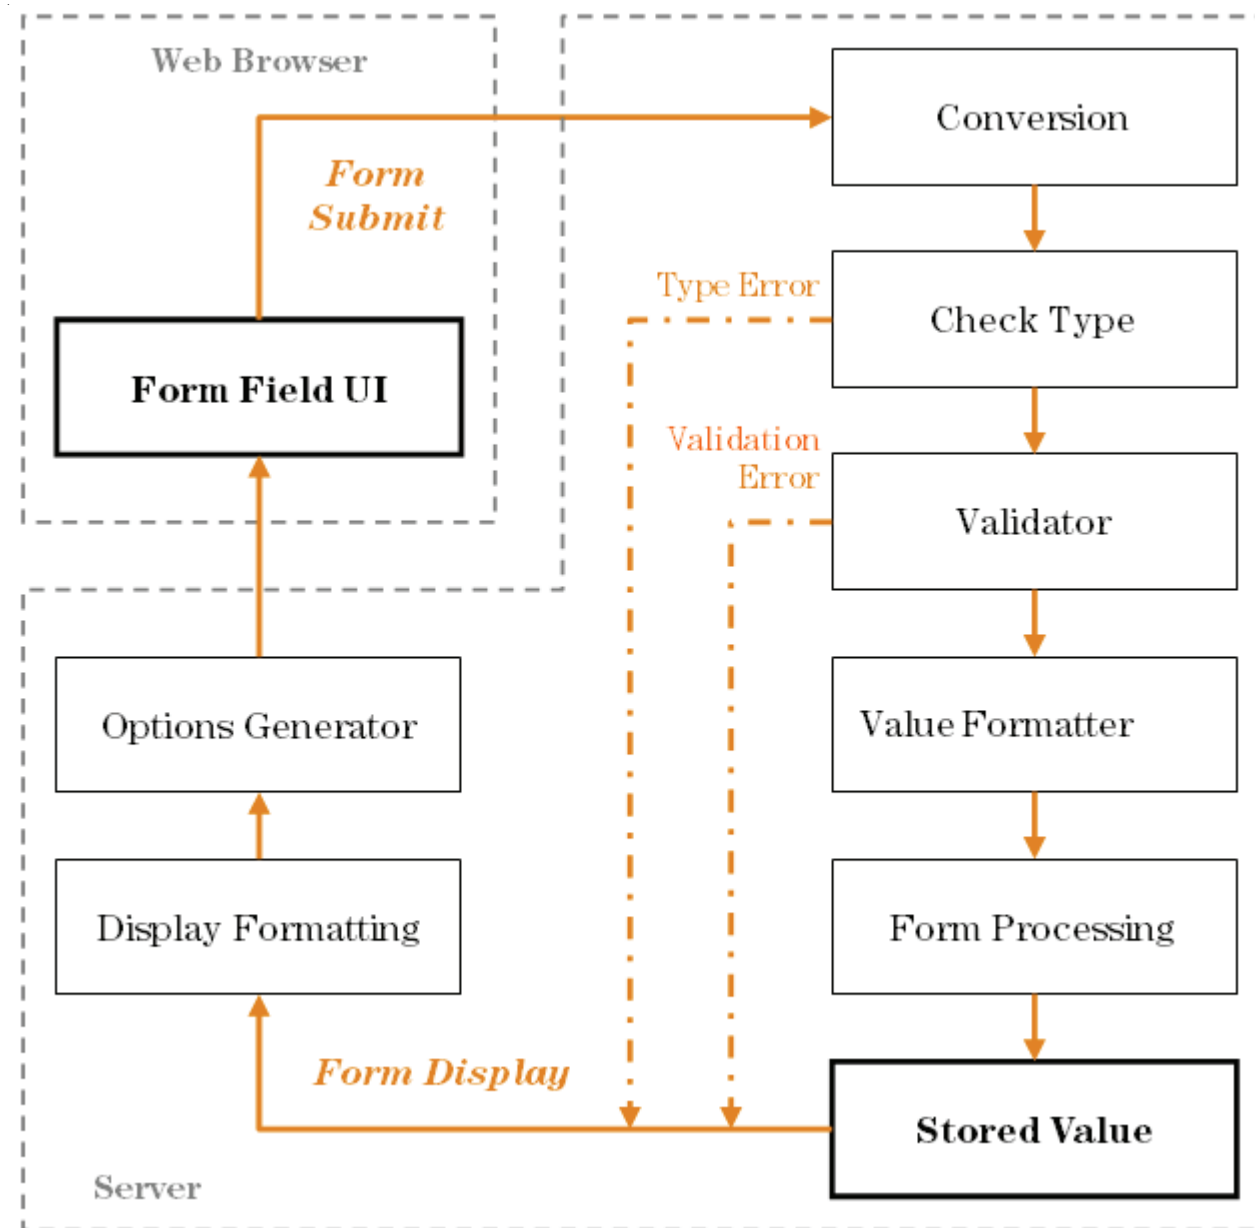 Web Browser
Form
Submit
Form Field UI
Conversion
Type Error
Check Type
Validation
Error
Validator
Options Generator
Value Formatter
Display Formatting
Form Processing
Form Display
Stored Value
Server